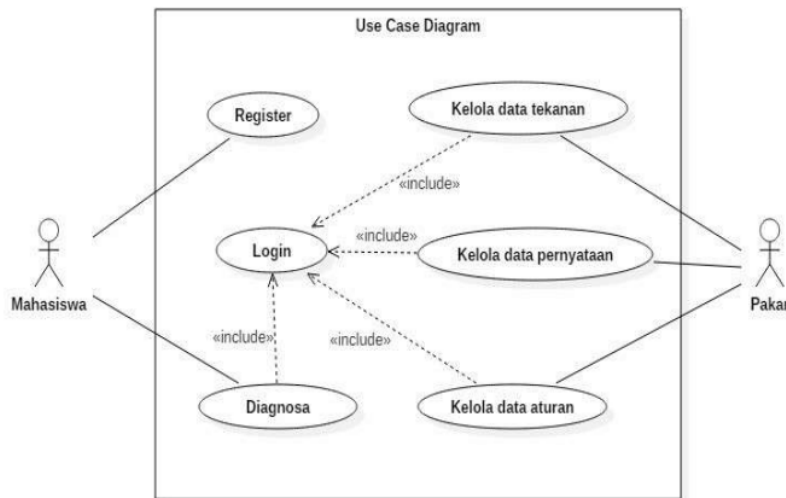 Use Case Diagram
Register
Kelola data tekanan
«include»
«include»
Login
Kelola data pernyataan
Mahasiswa
Pakar
«include»
«include»
Diagnosa
Kelola data aturan